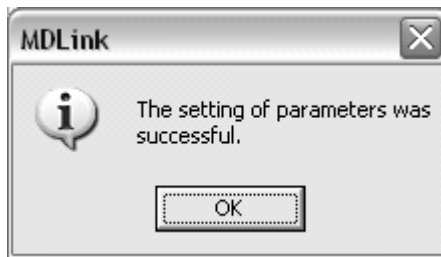 MDLink
The setting of parameters was
successful.
OK